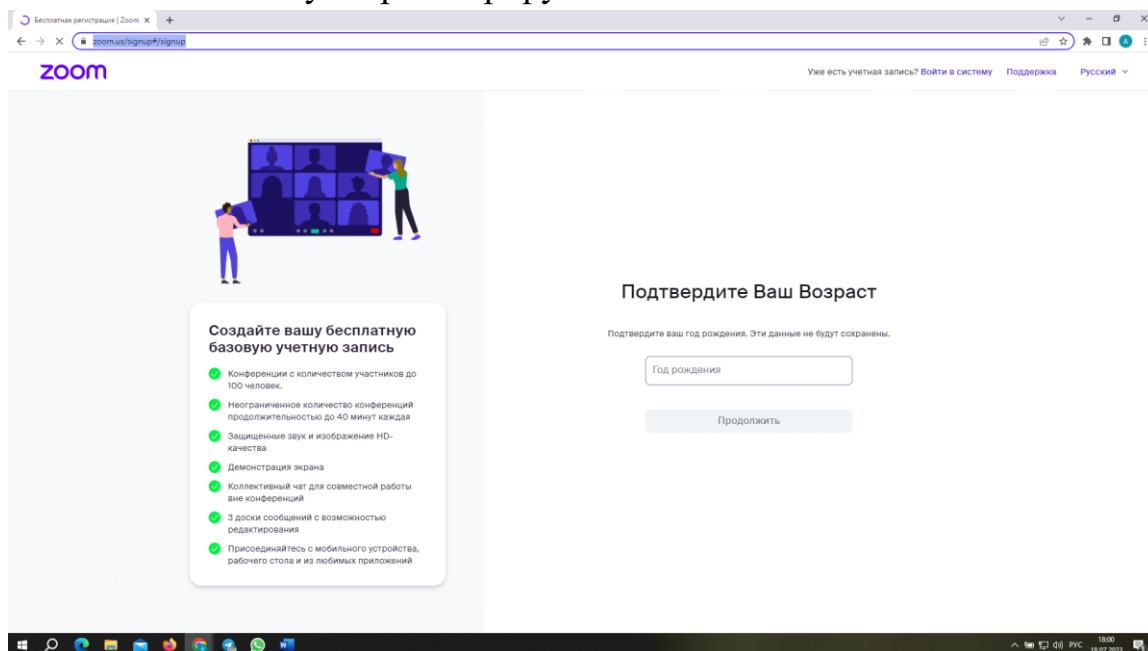 Бесплатная регистрация | Zoom
zoom.us/signup#/signup
zoom
Уже есть учетная запись? Войти в систему Поддержка Русский
Подтвердите Ваш Возраст
Подтвердите ваш год рождения. Эти данные не будут сохранены.
Год рождения
Продолжить
Создайте вашу бесплатную
базовую учетную запись
Конференции с количеством участников до
100 человек.
Неограниченное количество конференций
продолжительностью до 40 минут каждая
Защищенные звук и изображение HD-
качества
Демонстрация экрана
Коллективный чат для совместной работы
вне конференций
3 доски сообщений с возможностью
редактирования
Присоединяйтесь с мобильного устройства,
рабочего стола и из любимых приложений
РУС
18:00
18.07.2023